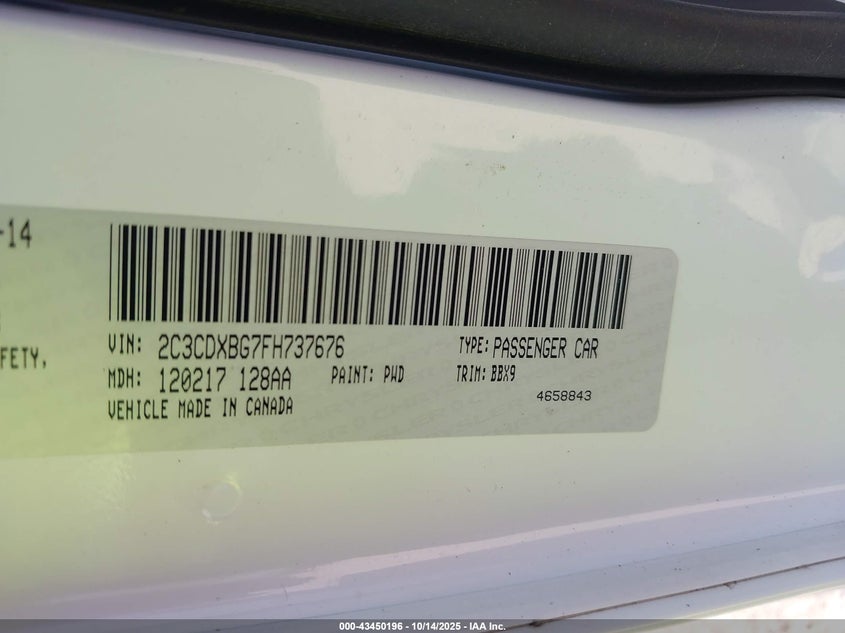 -14
FETY.
VIN: 2C3CDXBG7FH737676 TYPE: PASSENGER CAR
MDH: 120217 128AA PAINT: PWD TRIM: BBX9
VEHICLE MADE IN CANADA 4658843
000-43450196 - 10/14/2025 - IAA Inc.